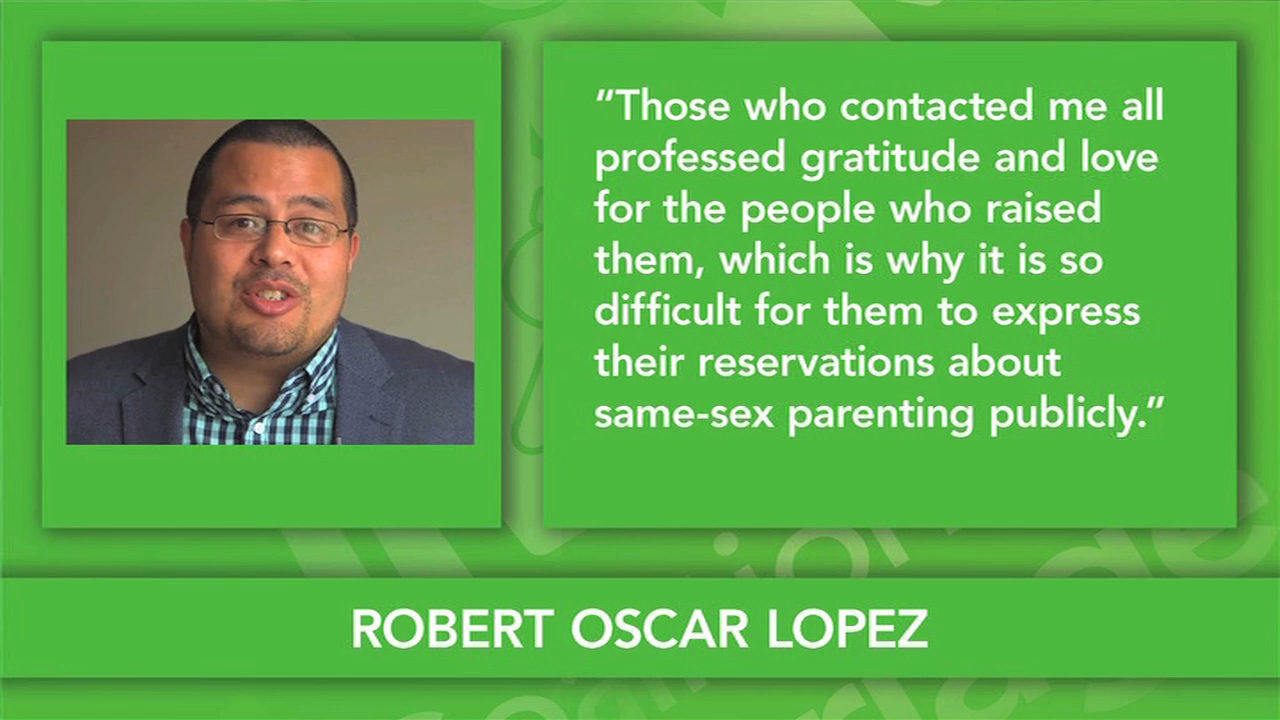 “Those who contacted me all
professed gratitude and love
for the people who raised
them, which is why it is so
difficult for them to express
their reservations about
same-sex parenting publicly.”
ROBERT OSCAR LOPEZ